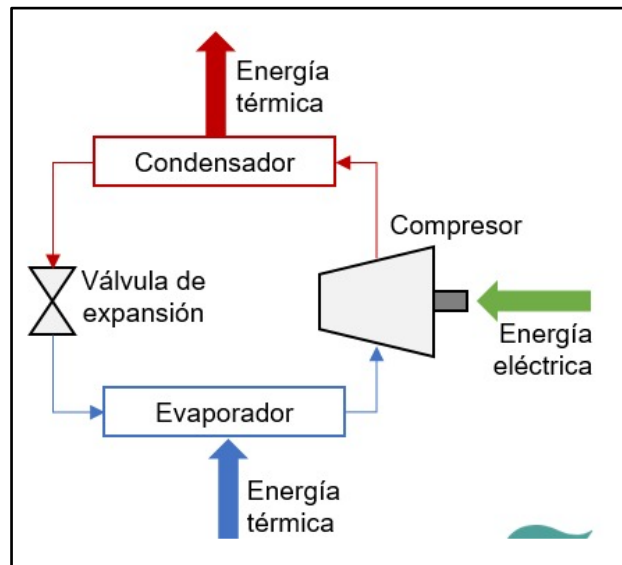 Energía
térmica
Condensador
Compresor
Válvula de
expansión
Energía
eléctrica
Evaporador
Energía
térmica